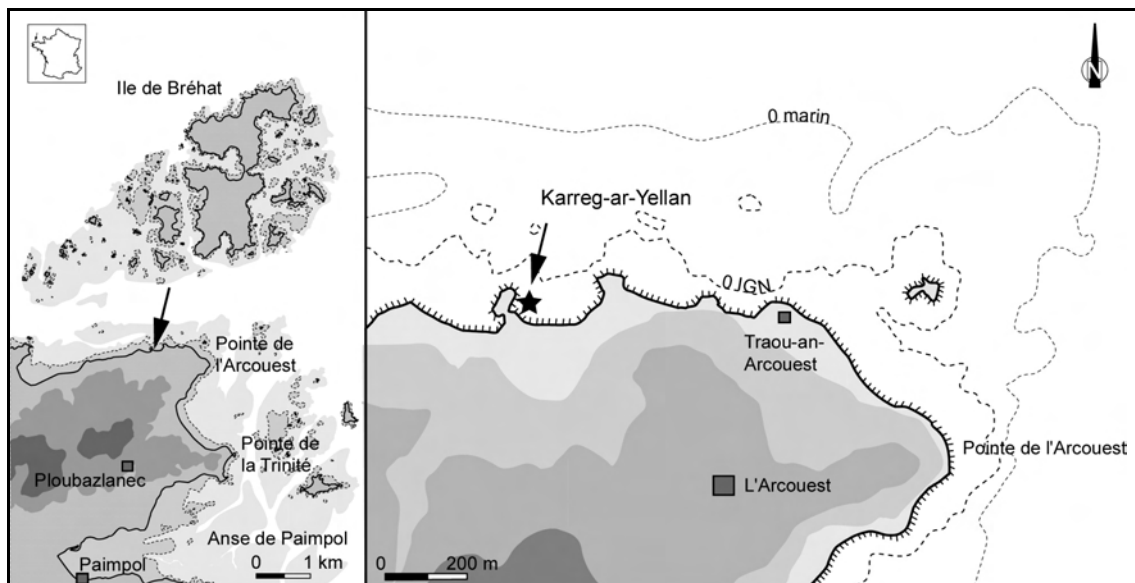 Ile de Bréhat
Pointe de
l'Arcouest
Pointe de
la Trinité
Ploubazlanec
Anse de Paimpol
Paimpol
0 1 km
N
0 marin
Karreg-ar-Yellan
0 IGN
Traou-an-
Arcouest
Pointe de l'Arcouest
L'Arcouest
0 200 m